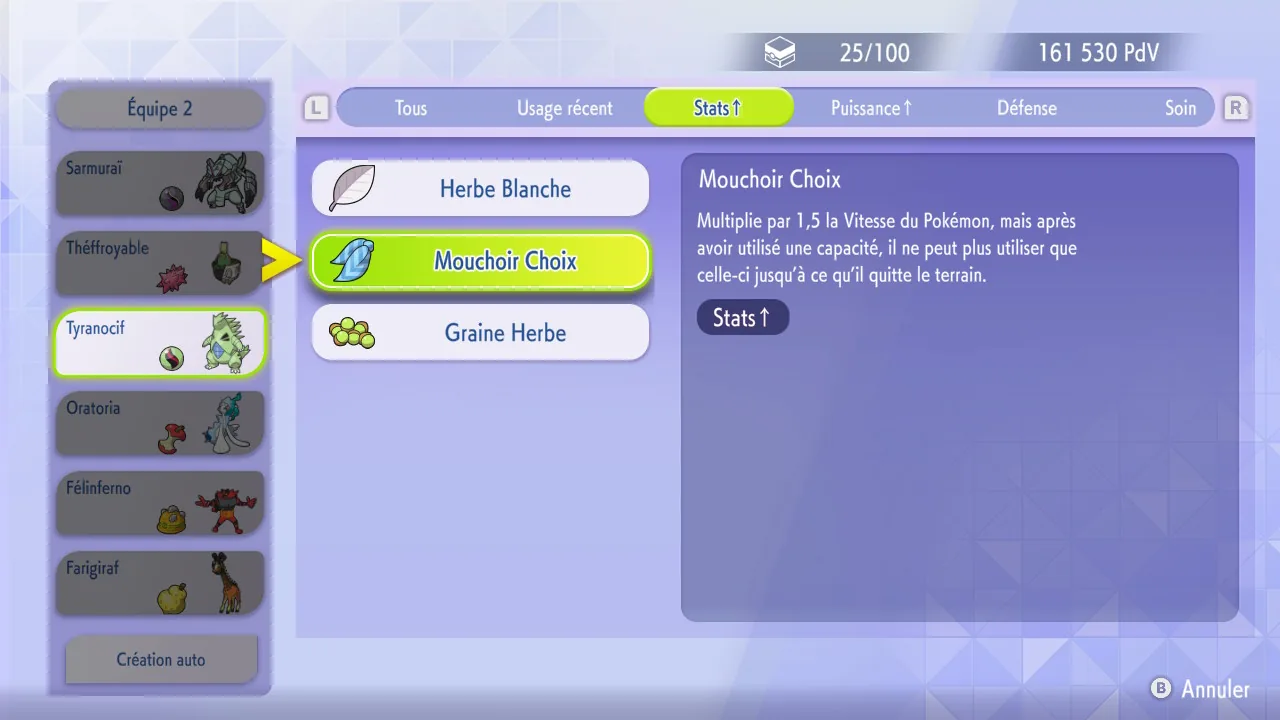 25/100
161 530 PdV
Équipe 2
L
Tous
Usage récent
Stats↑
Puissance↑
Défense
Soin
R
Sarmuraï
Théffroyable
Tyranocif
Oratoria
Félinferno
Farigiraf
Création auto
Herbe Blanche
Mouchoir Choix
Graine Herbe
Mouchoir Choix
Multiplie par 1,5 la Vitesse du Pokémon, mais après
avoir utilisé une capacité, il ne peut plus utiliser que
celle-ci jusqu'à ce qu'il quitte le terrain.
Stats↑
B Annuler